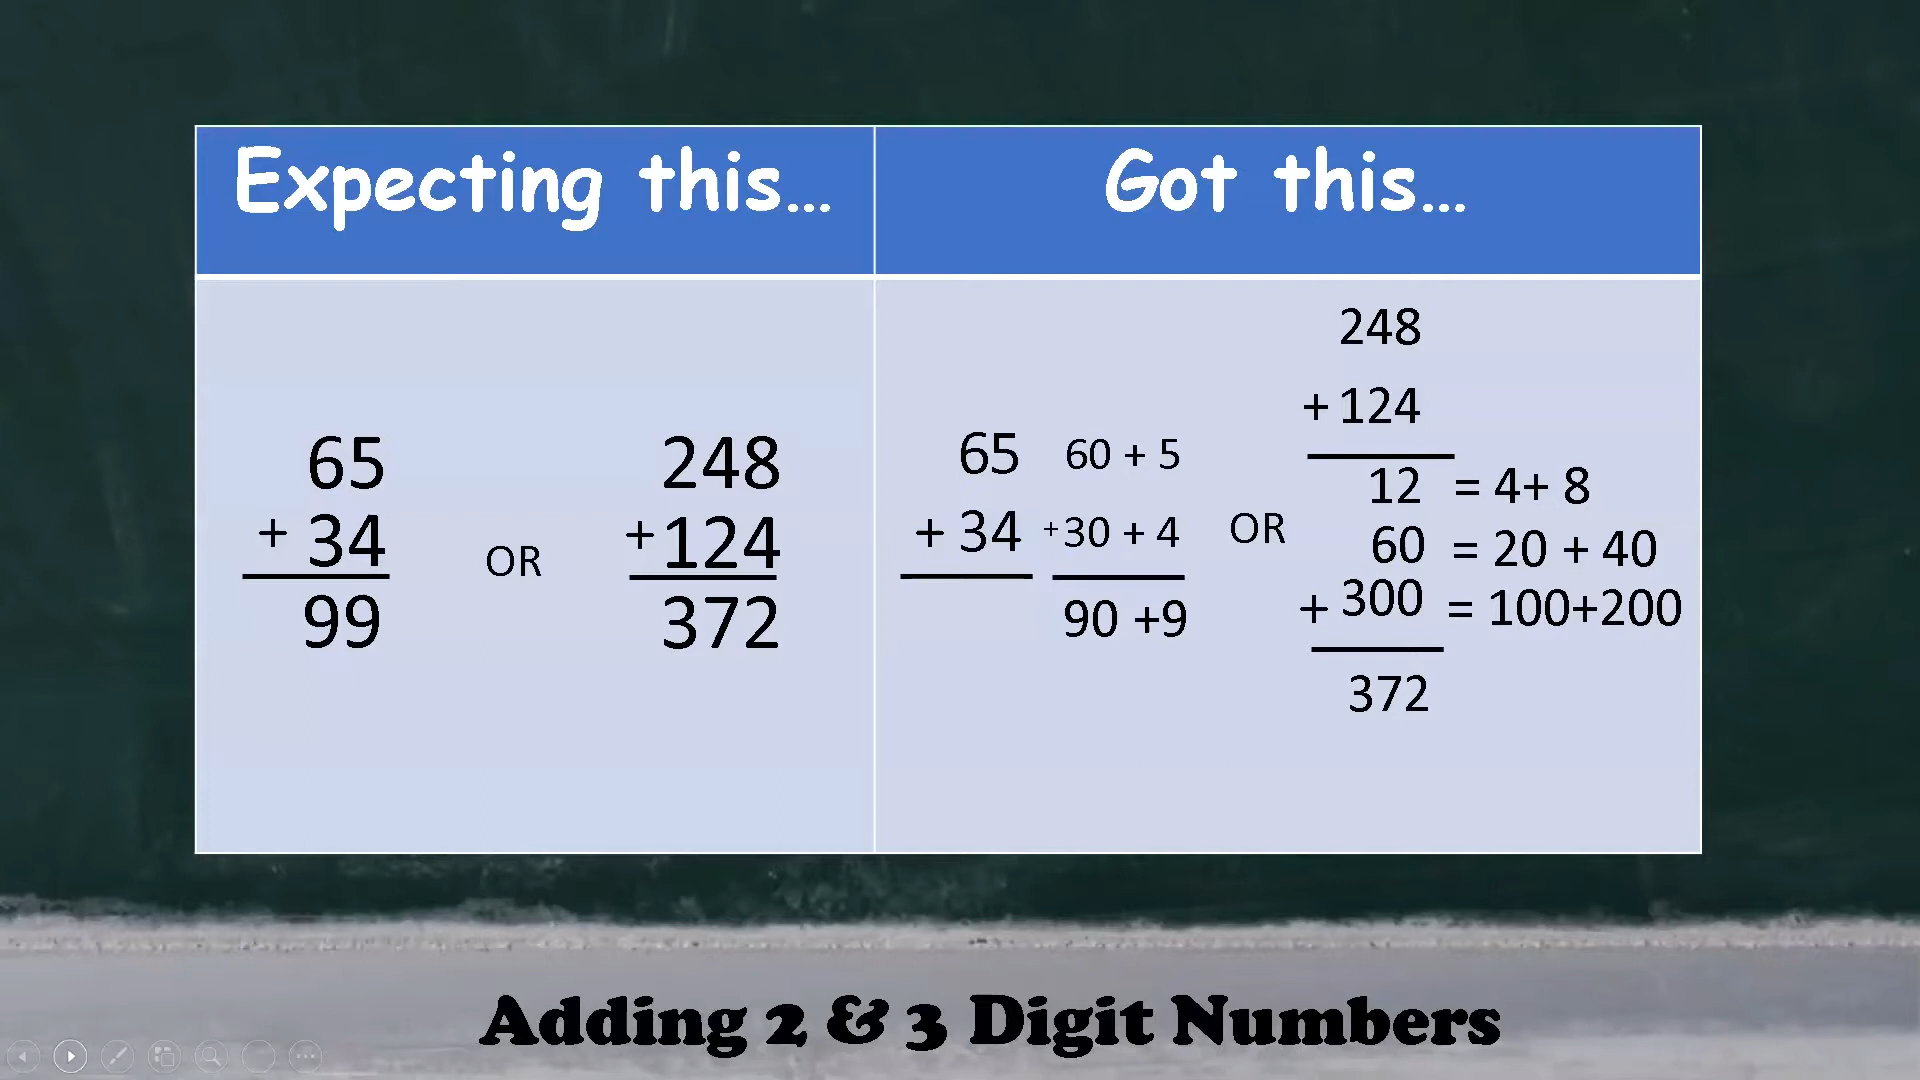 Expecting this...
Got this...
65
+ 34
99
OR
248
+124
372
65
+ 34
60 + 5
+30 + 4
90 +9
OR
248
+ 124
12 = 4+ 8
60 = 20 + 40
+ 300 = 100+200
372
Adding 2 & 3 Digit Numbers